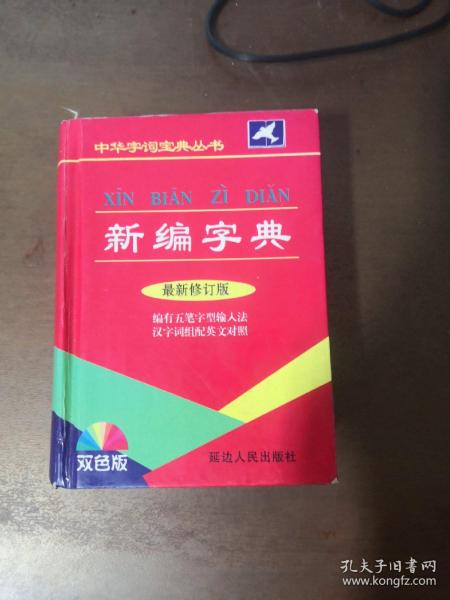 中华字词宝典丛书
XĪN BIĀN ZÌ DIĂN
新编字典
最新修订版
编有五笔字型输入法
汉字词组配英文对照
双色版
延边人民出版社
孔夫子旧书网
www.kongfz.com